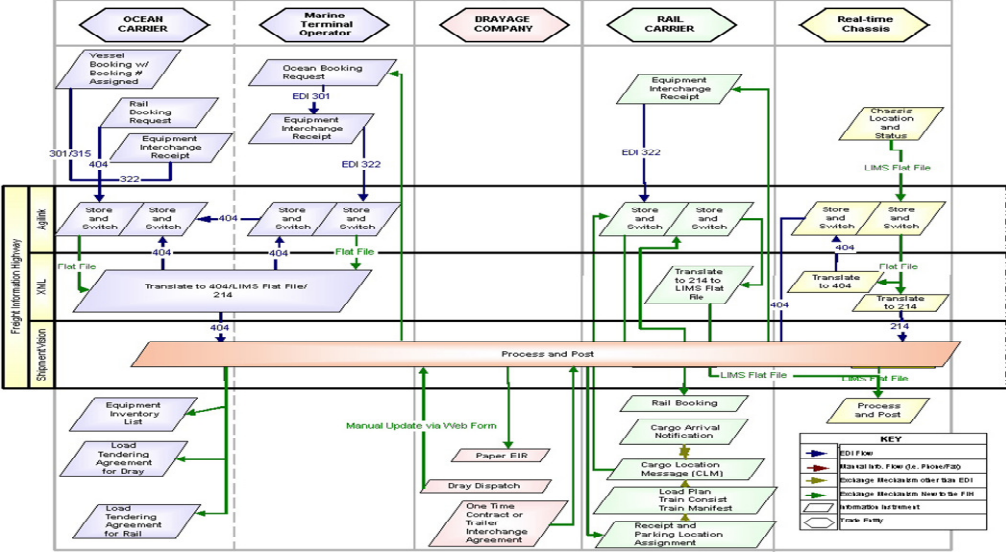 OCEAN
CARRIER
Marine
Terminal
Operator
DRAYAGE
COMPANY
RAIL
CARRIER
Real-time
Chassis
Vessel
Booking w/
Booking #
Assigned
Rail
Booking
Request
Equipment
Interchange
Receipt
301/315
404
322
Ocean Booking
Request
EDI 301
Equipment
Interchange
Receipt
EDI 322
Equipment
Interchange
Receipt
EDI 322
Chassis
Location
and
Status
LIMS Flat File
Freight Information Highway
Agilink
XML
ShipmentVision
Store
and
Switch
Store
and
Switch
404
Store
and
Switch
Store
and
Switch
Store
and
Switch
Store
and
Switch
Store
and
Switch
Store
and
Switch
Flat File
404
404
Flat File
404
Flat File
Translate to 404/LIMS Flat File/
214
Translate
to 214 to
LIMS Flat
File
Translate
to 404
Translate
to 214
404
404
214
Process and Post
LIMS Flat File
LIMS Flat File
Equipment
Inventory
List
Load
Tendering
Agreement
for Dray
Load
Tendering
Agreement
for Rail
Manual Update via Web Form
Paper EIR
Dray Dispatch
One Time
Contract or
Trailer
Interchange
Agreement
Rail Booking
Cargo Arrival
Notification
Cargo Location
Message (CLM)
Load Plan
Train Consist
Train Manifest
Receipt and
Parking Location
Assignment
Process
and Post
KEY
EDI Flow
Manual Info. Flow (i.e. Phone/Fax)
Exchange Mechanism other than EDI
Exchange Mechanism New to the FIH
Information Instrument
Trade Entity